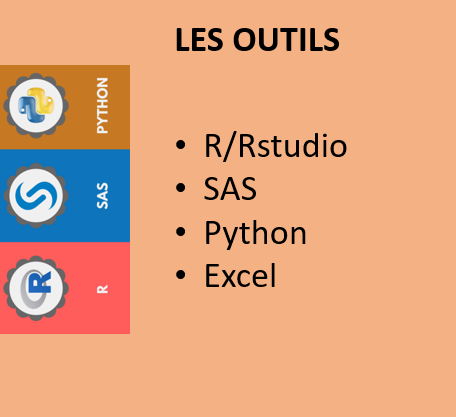 LES OUTILS
PYTHON
SAS
R
• R/Rstudio
• SAS
• Python
• Excel